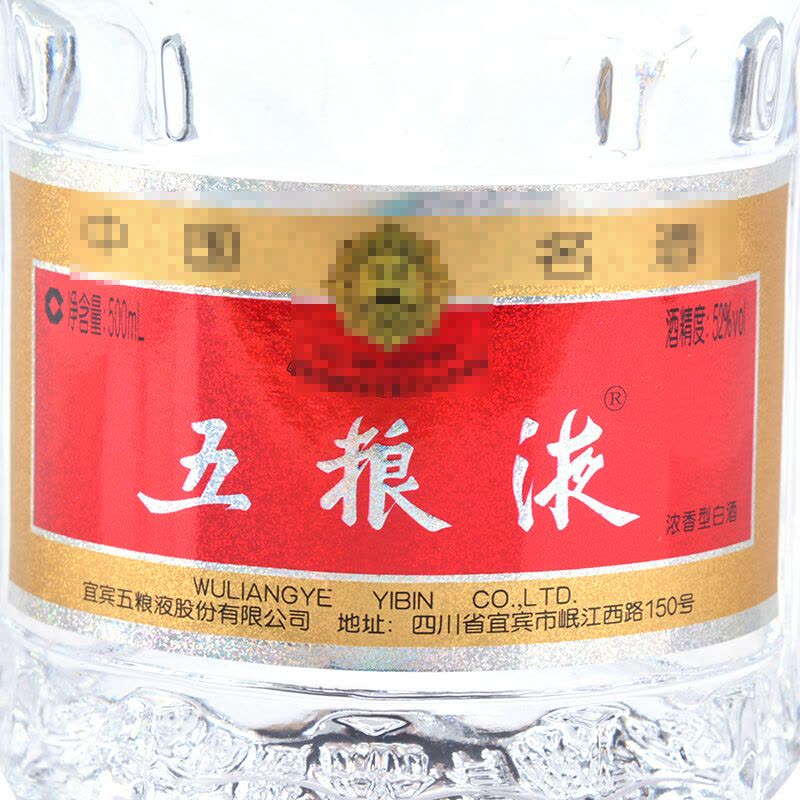 净含量:500mL
酒精度:52%vol
五粮液®
浓香型白酒
WULIANGYE YIBIN CO.,LTD.
宜宾五粮液股份有限公司 地址：四川省宜宾市岷江西路150号